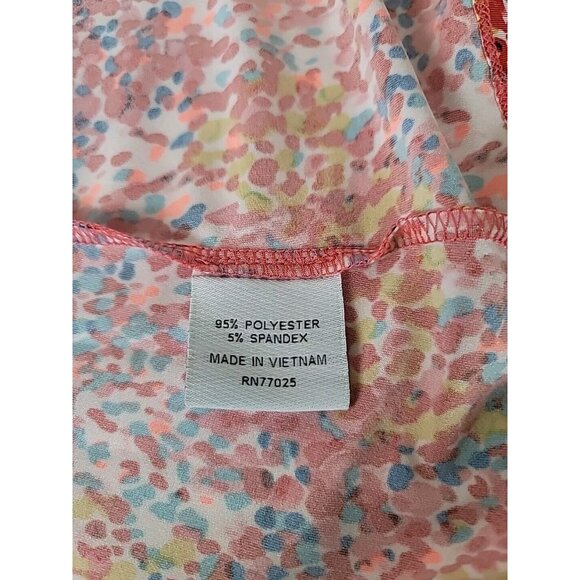 95% POLYESTER
5% SPANDEX
MADE IN VIETNAM
RN77025